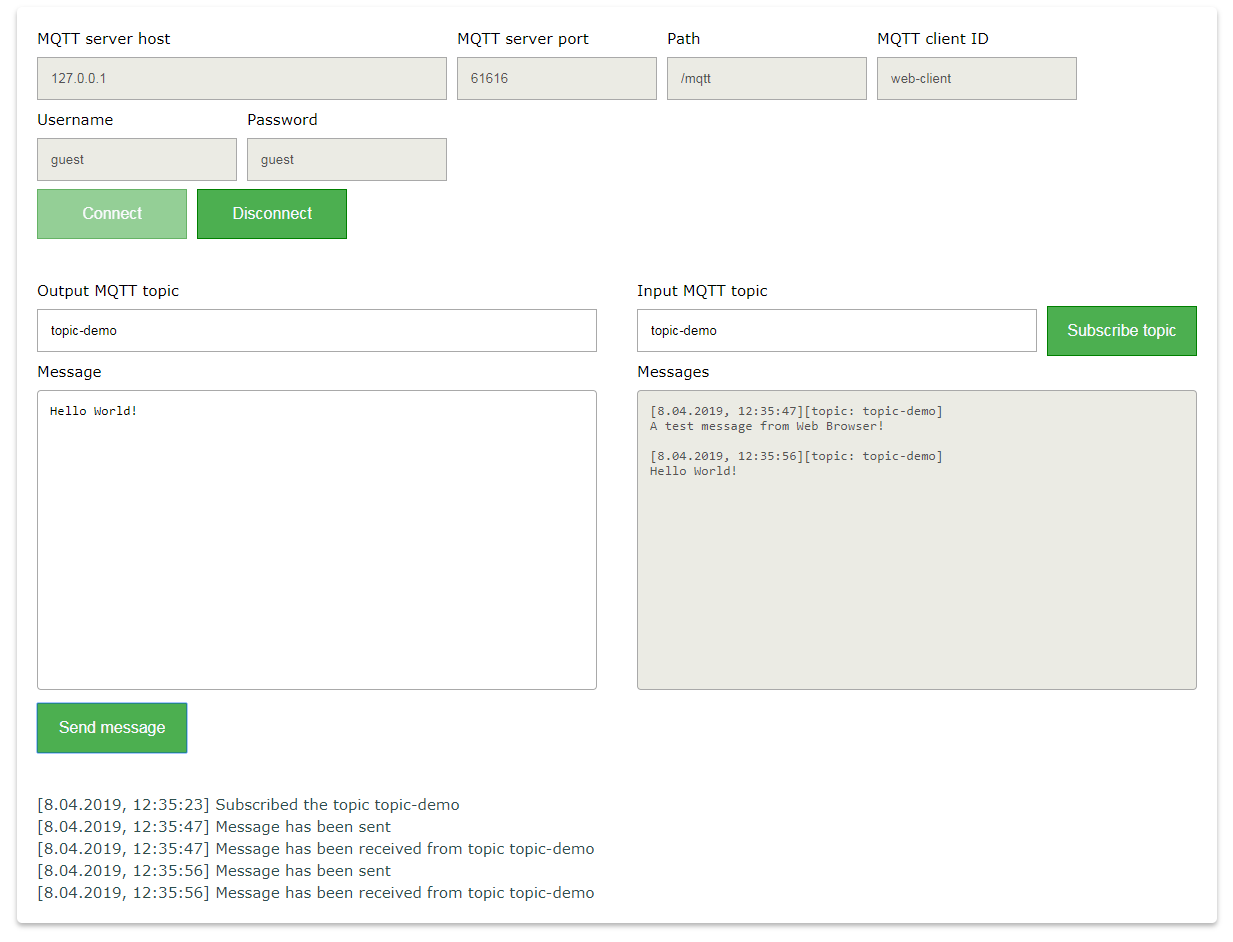 MQTT server host MQTT server port Path MQTT client ID
127.0.0.1 61616 /mqtt web-client
Username Password
guest guest
Connect Disconnect
Output MQTT topic Input MQTT topic
topic-demo topic-demo Subscribe topic
Message Messages
Hello World! [8.04.2019, 12:35:47][topic: topic-demo]
A test message from Web Browser!
[8.04.2019, 12:35:56][topic: topic-demo]
Hello World!
Send message
[8.04.2019, 12:35:23] Subscribed the topic topic-demo
[8.04.2019, 12:35:47] Message has been sent
[8.04.2019, 12:35:47] Message has been received from topic topic-demo
[8.04.2019, 12:35:56] Message has been sent
[8.04.2019, 12:35:56] Message has been received from topic topic-demo